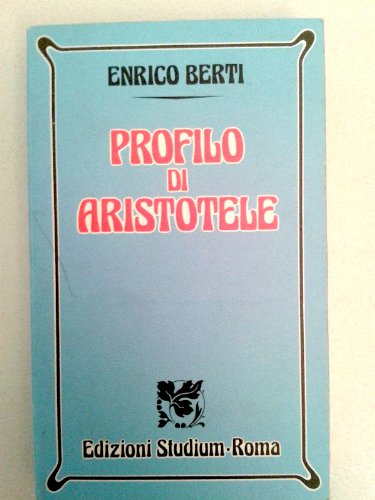 ENRICO BERTI
PROFILO
DI
ARISTOTELE
Edizioni Studium-Roma